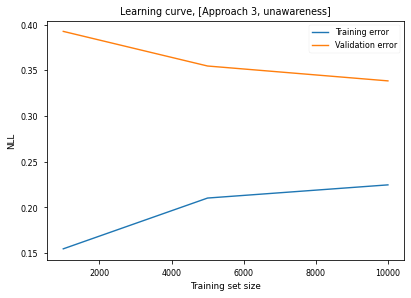 Learning curve, [Approach 3, unawareness]
Training error
Validation error
NLL
0.40
0.35
0.30
0.25
0.20
0.15
2000
4000
6000
8000
10000
Training set size